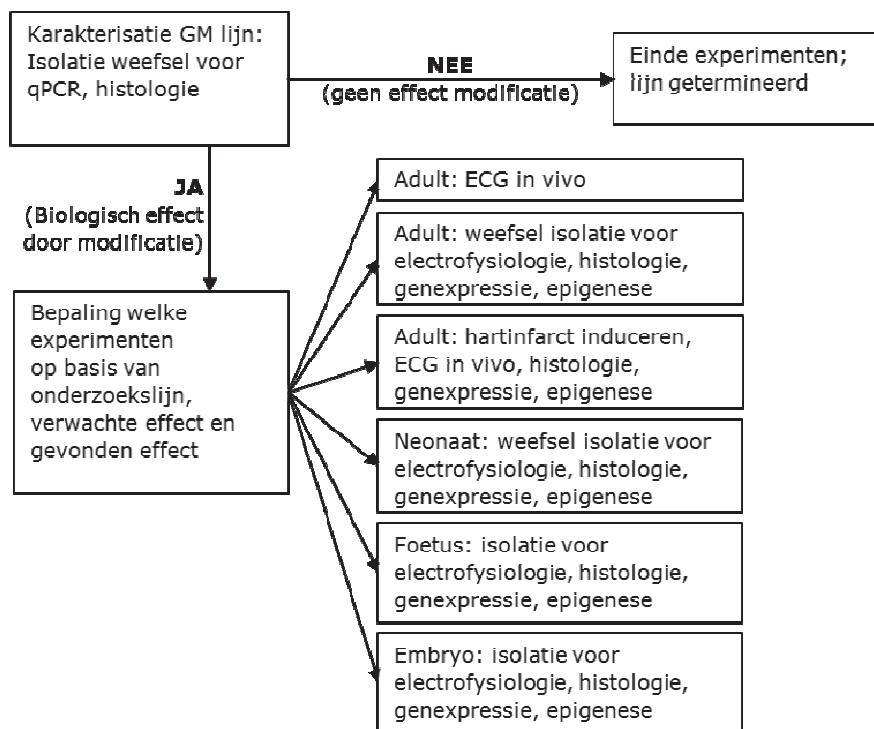 Karakterisatie GM lijn:
Isolatie weefsel voor
qPCR, histologie
NEE
(geen effect modificatie)
Einde experimenten;
lijn getermineerd
JA
(Biologisch effect
door modificatie)
Bepaling welke
experimenten
op basis van
onderzoekslijn,
verwachte effect en
gevonden effect
Adult: ECG in vivo
Adult: weefsel isolatie voor
electrofysiologie, histologie,
genexpressie, epigenese
Adult: hartinfarct induceren,
ECG in vivo, histologie,
genexpressie, epigenese
Neonaat: weefsel isolatie voor
electrofysiologie, histologie,
genexpressie, epigenese
Foetus: isolatie voor
electrofysiologie, histologie,
genexpressie, epigenese
Embryo: isolatie voor
electrofysiologie, histologie,
genexpressie, epigenese